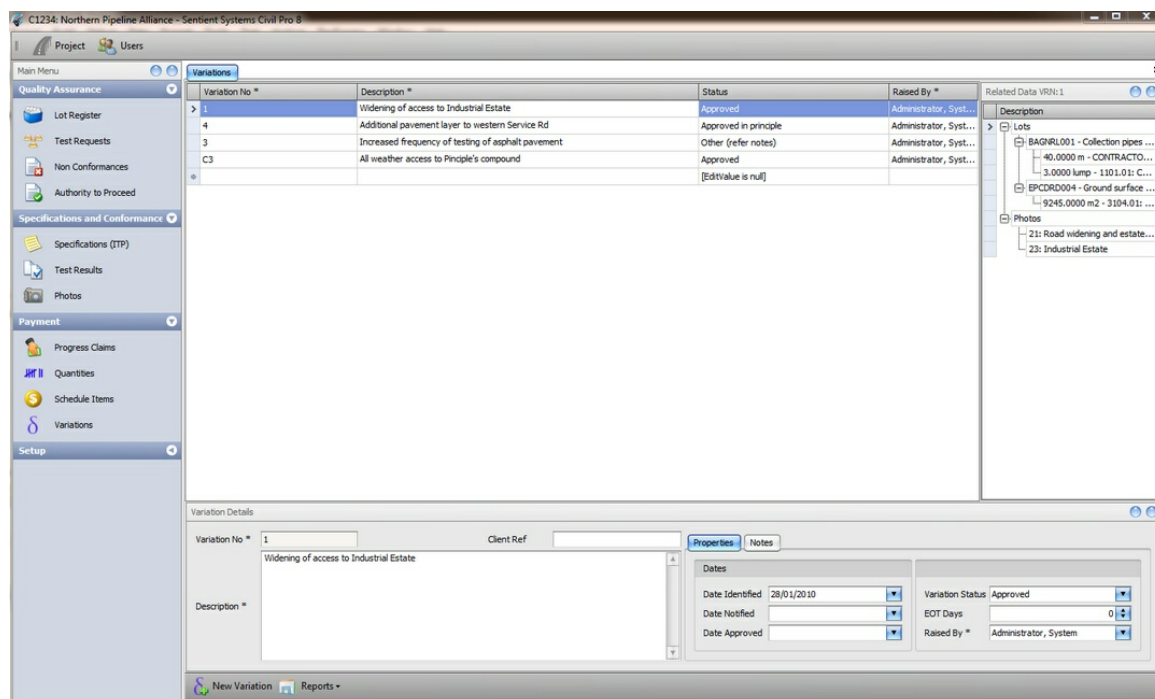 C1234: Northern Pipeline Alliance - Sentient Systems Civil Pro 8
Project Users
Main Menu
Quality Assurance
Lot Register
Test Requests
Non Conformances
Authority to Proceed
Specifications and Conformance
Specifications (ITP)
Test Results
Photos
Payment
Progress Claims
Quantities
Schedule Items
Variations
Setup
Variations
Variation No * Description * Status Raised By *
1 Widening of access to Industrial Estate Approved Administrator, Syst...
4 Additional pavement layer to western Service Rd Approved in principle Administrator, Syst...
3 Increased frequency of testing of asphalt pavement Other (refer notes) Administrator, Syst...
C3 All weather access to Pinciple's compound Approved Administrator, Syst...
[EditValue is null]
Related Data VRN:1
Description
Lots
BAGNRL001 - Collection pipes ...
40.0000 m - CONTRACTO...
3.0000 lump - 1101.01: C...
EPCDRD004 - Ground surface ...
9245.0000 m2 - 3104.01: ...
Photos
21: Road widening and estate...
23: Industrial Estate
Variation Details
Variation No * 1 Client Ref
Description * Widening of access to Industrial Estate
Properties Notes
Dates
Date Identified 28/01/2010
Date Notified
Date Approved
Variation Status Approved
EOT Days 0
Raised By * Administrator, System
New Variation Reports